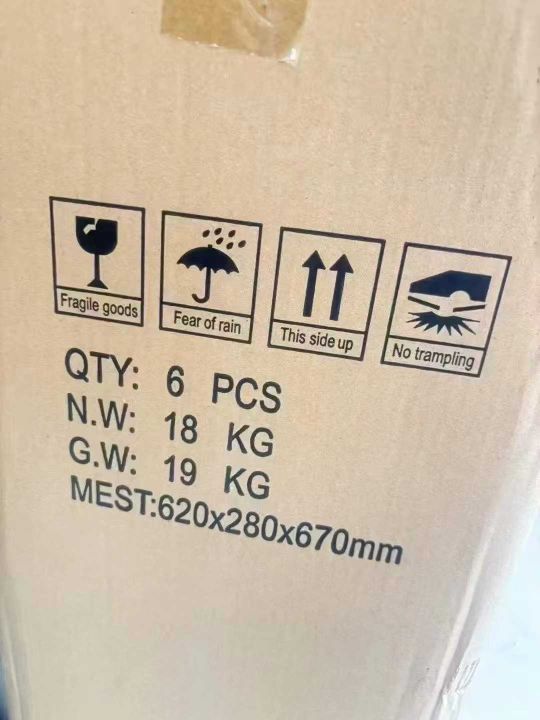 Fragile goods
Fear of rain
This side up
No trampling
QTY: 6 PCS
N.W: 18 KG
G.W: 19 KG
MEST:620x280x670mm